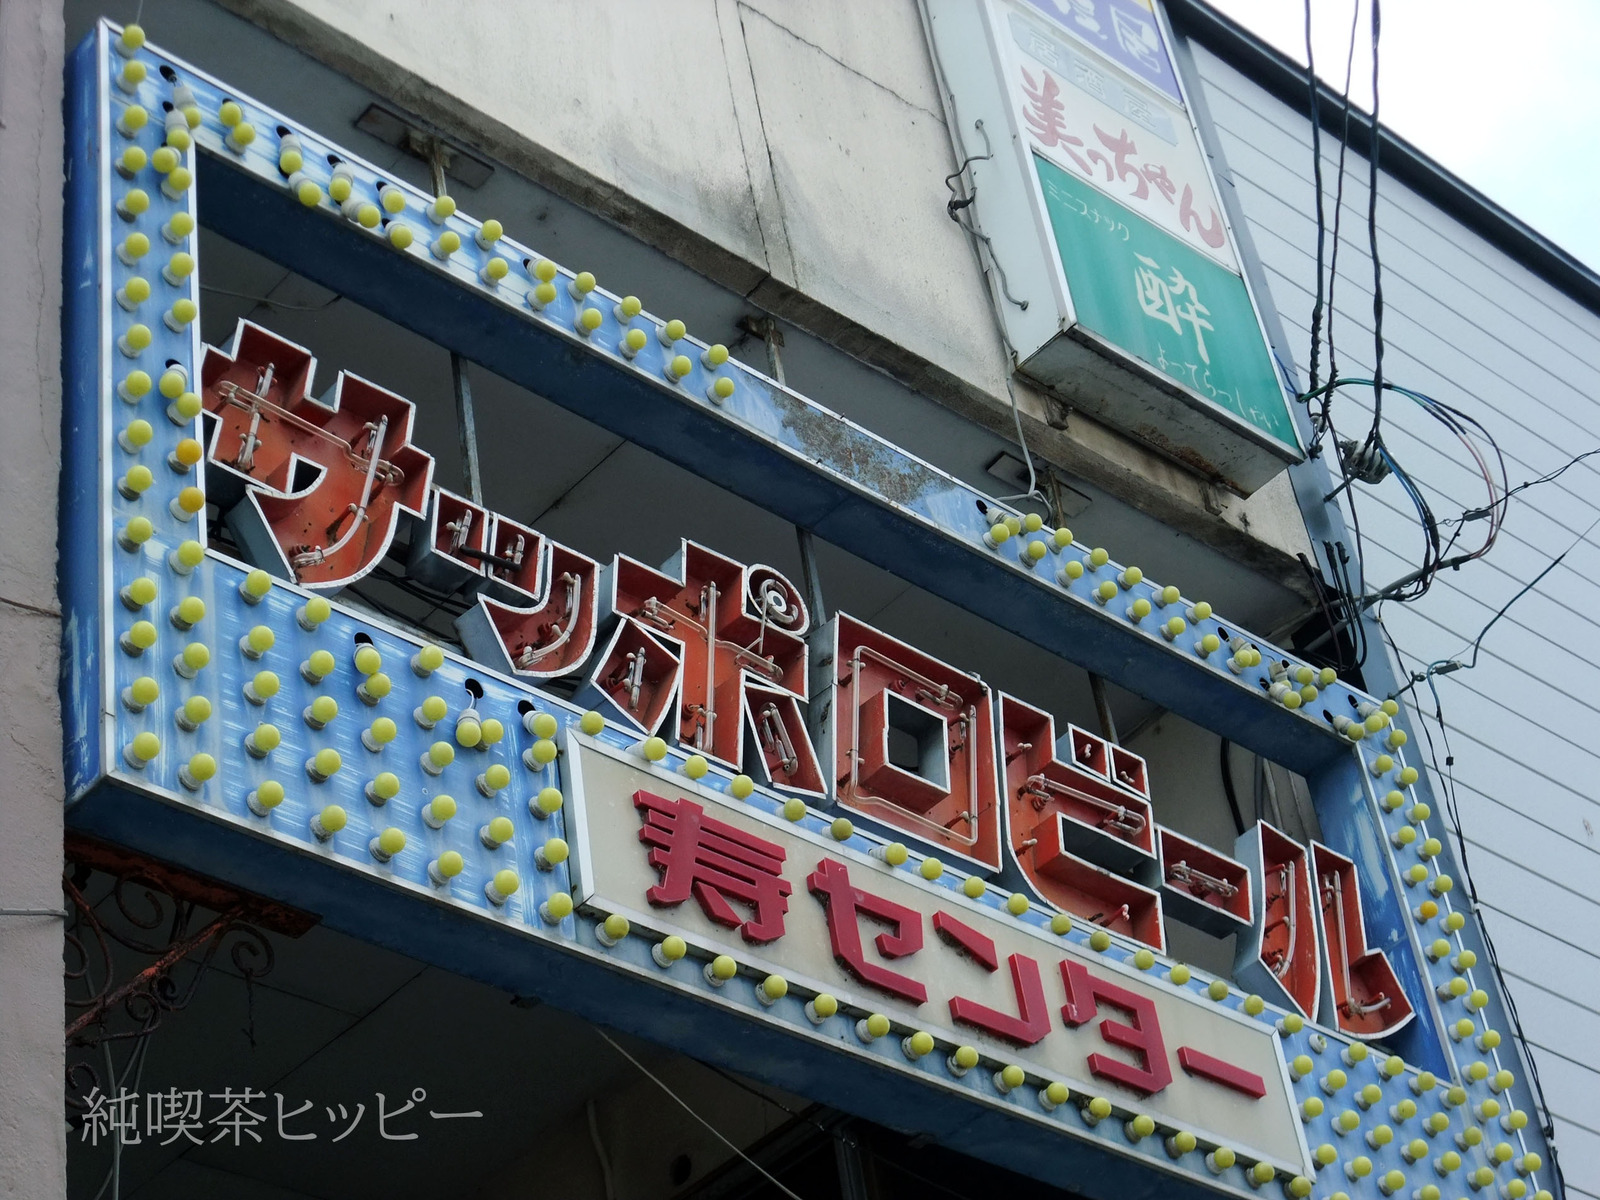 居酒屋
美っちゃん
ミニスナック
酔
よってらっしゃい
サッポロビール
寿センター
純喫茶ヒッピー